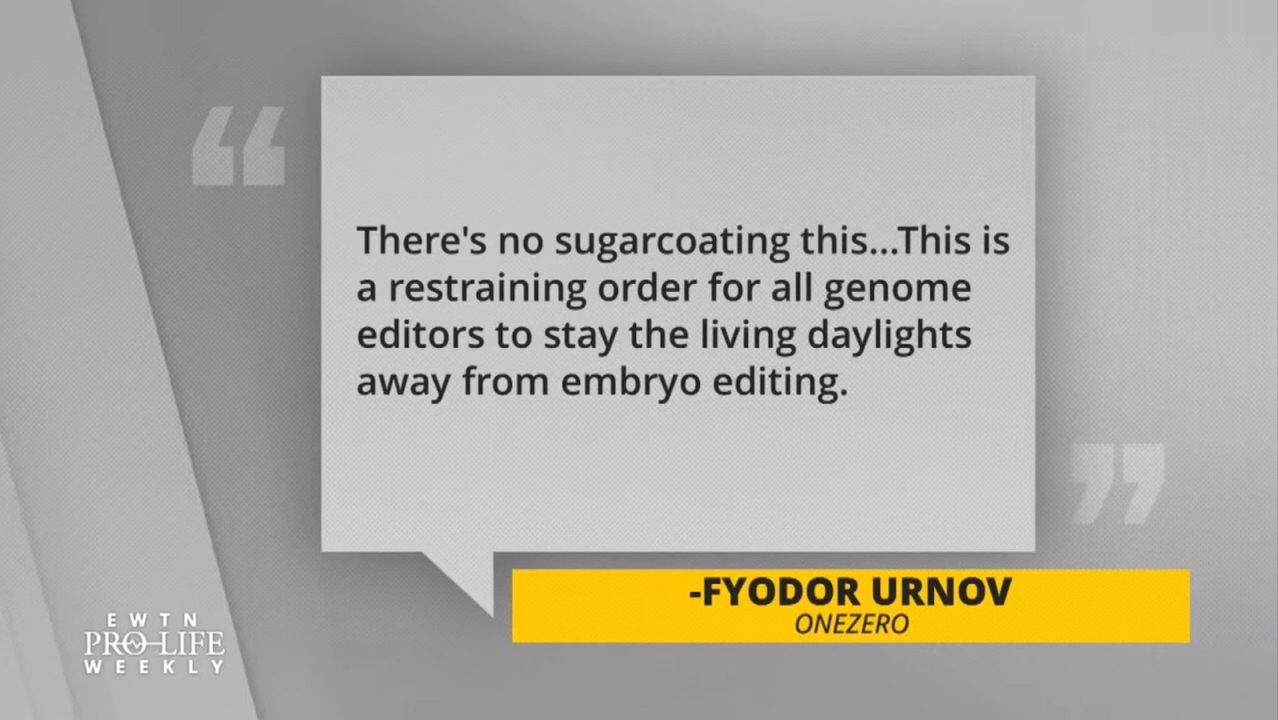 “
There's no sugarcoating this...This is
a restraining order for all genome
editors to stay the living daylights
away from embryo editing.
”
-FYODOR URNOV
ONEZERO
EWTN
PRO-LIFE
WEEKLY